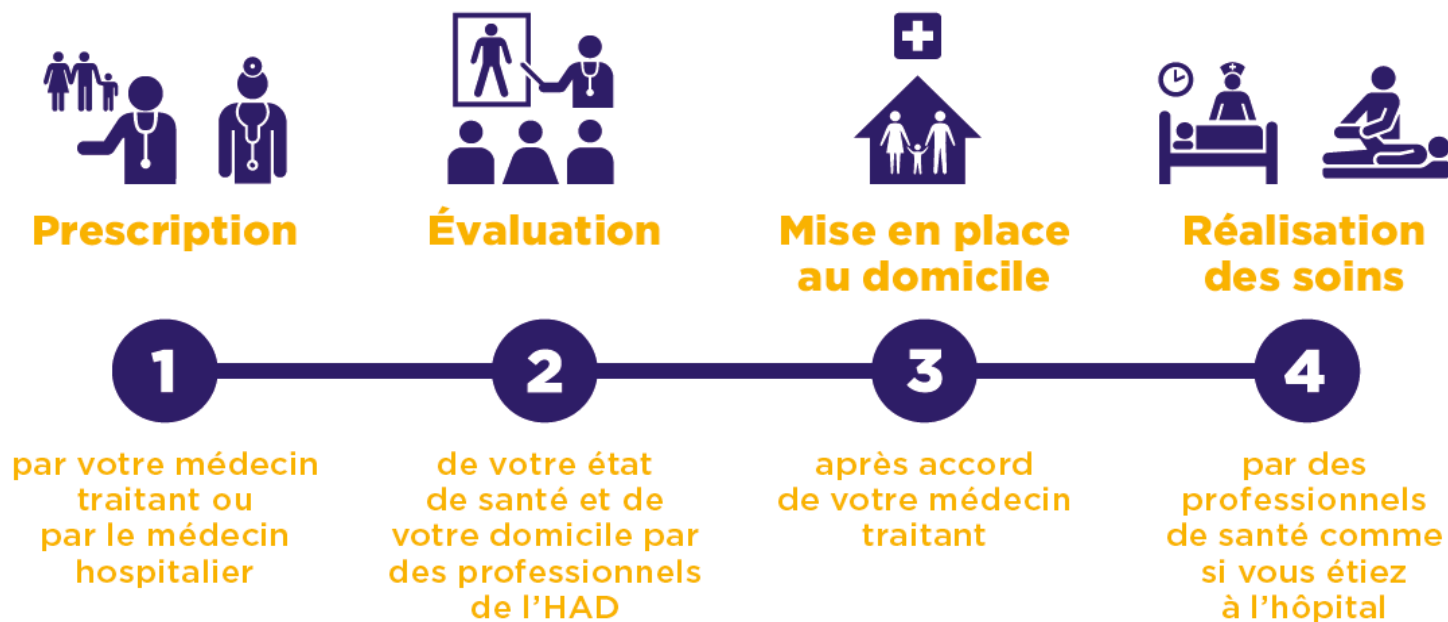 Prescription
Évaluation
Mise en place
au domicile
Réalisation
des soins
1
2
3
4
par votre médecin
traitant ou
par le médecin
hospitalier
de votre état
de santé et de
votre domicile par
des professionnels
de l'HAD
après accord
de votre médecin
traitant
par des
professionnels
de santé comme
si vous étiez
à l'hôpital